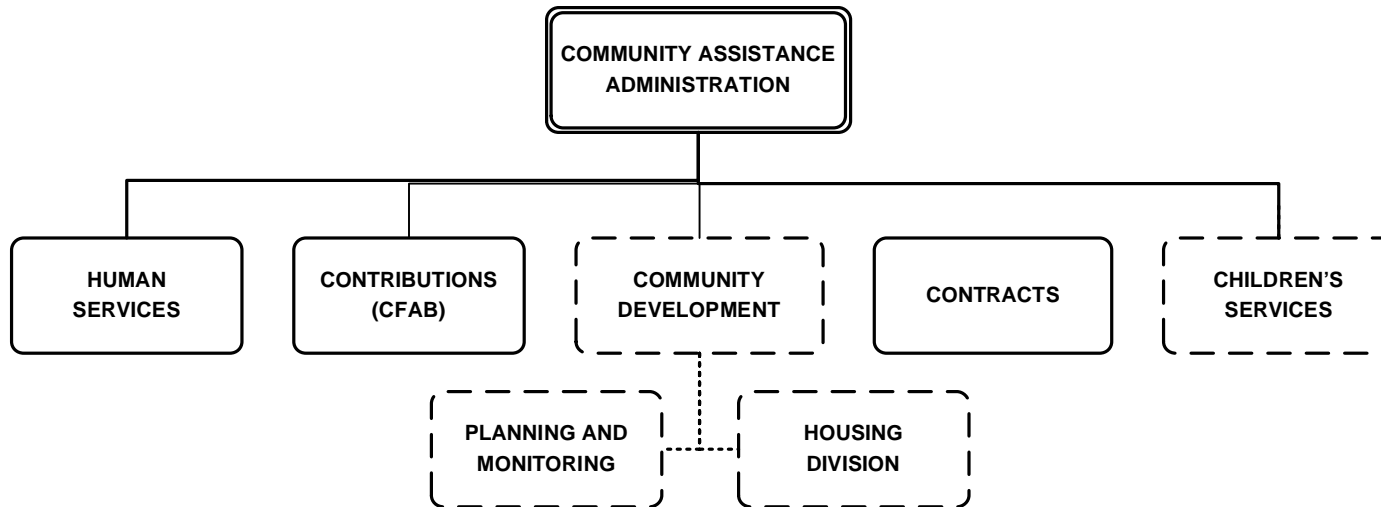 COMMUNITY ASSISTANCE
ADMINISTRATION
HUMAN
SERVICES
CONTRIBUTIONS
(CFAB)
COMMUNITY
DEVELOPMENT
CONTRACTS
CHILDREN’S
SERVICES
PLANNING AND
MONITORING
HOUSING
DIVISION